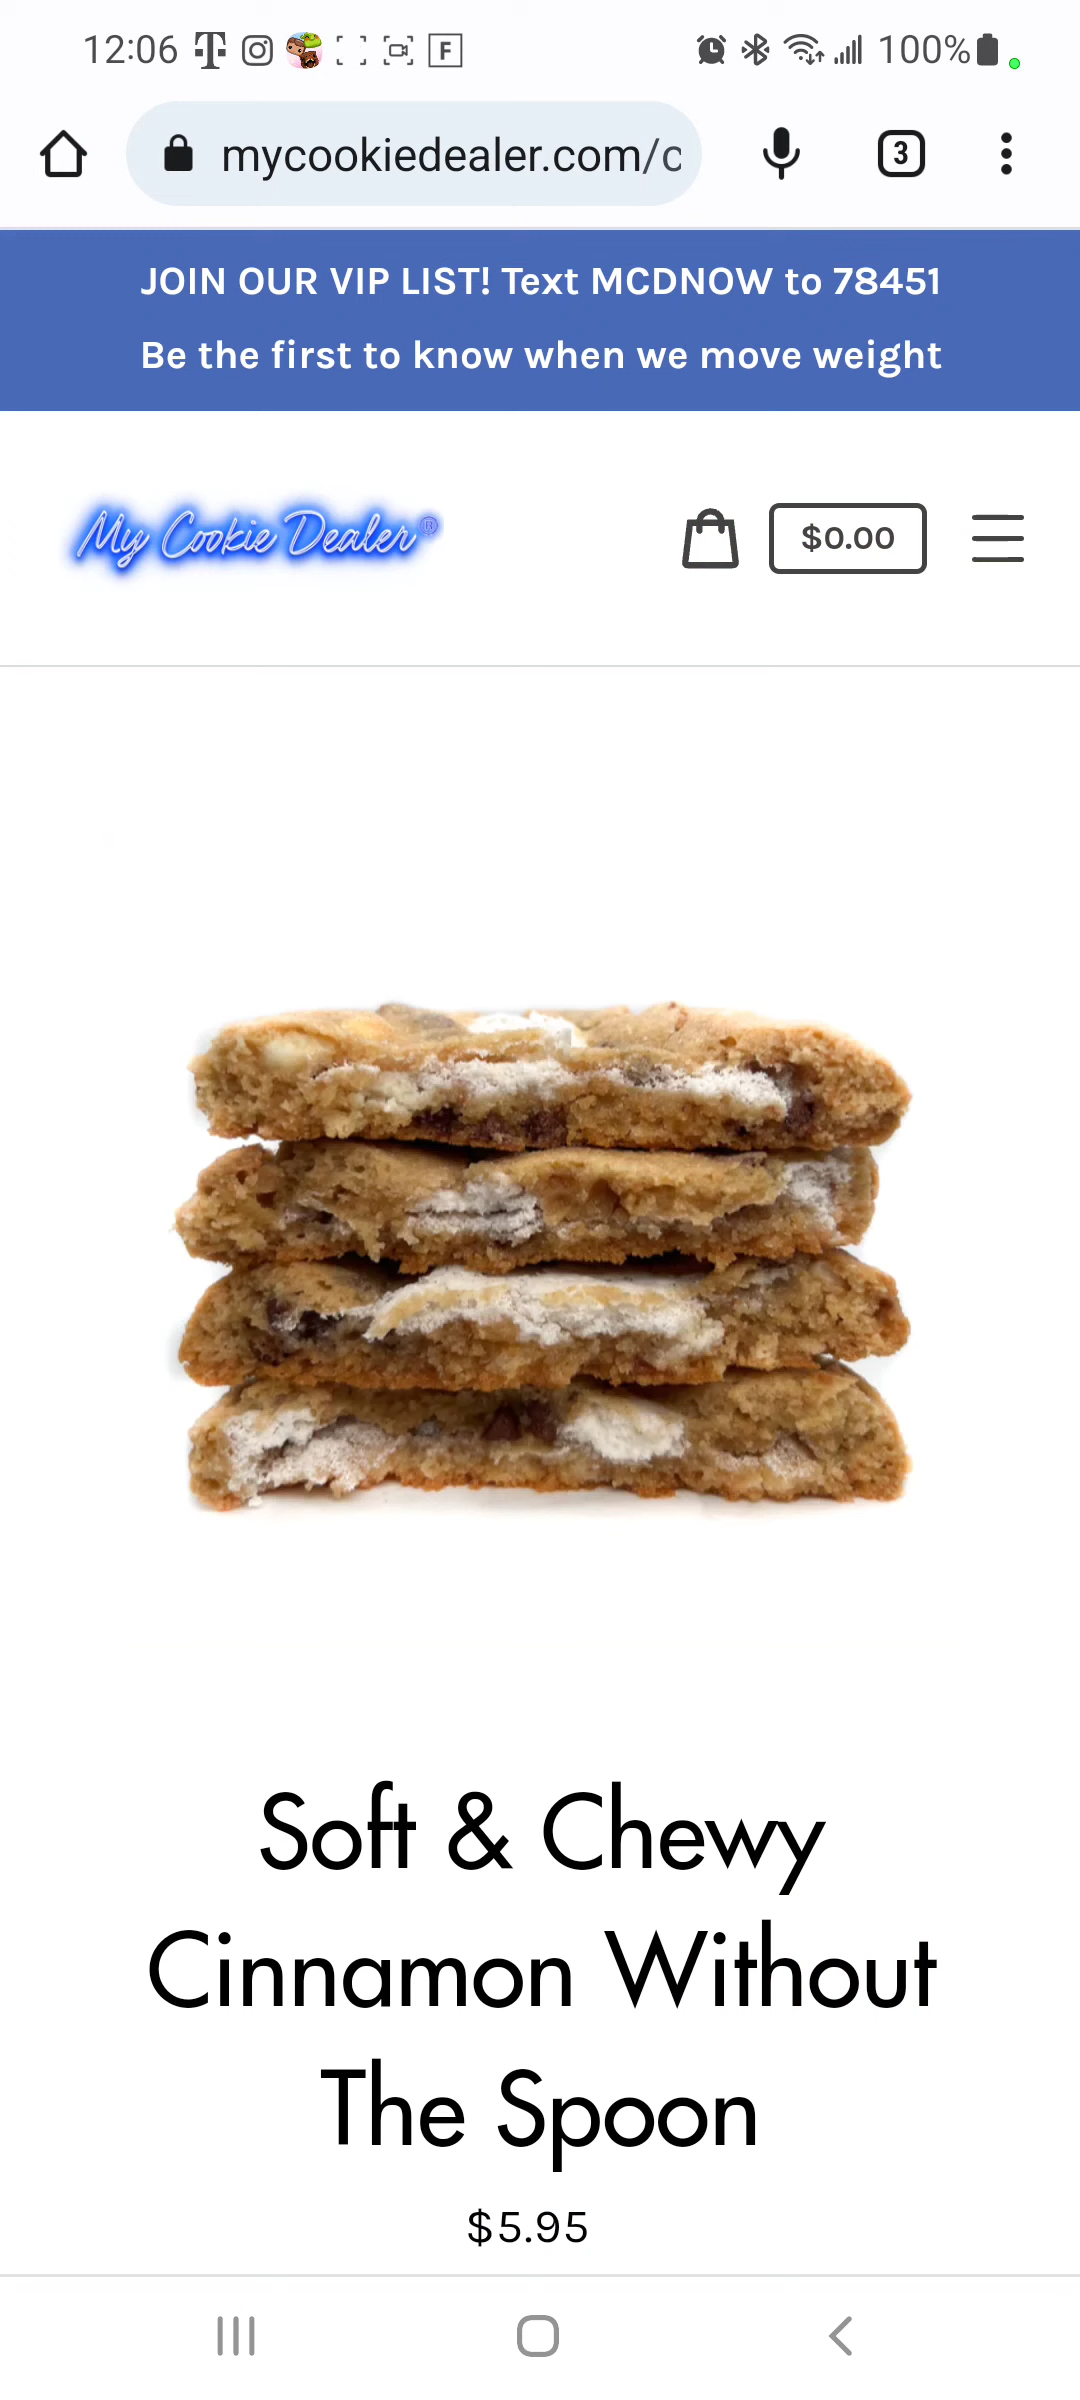 12:06
100%
mycookiedealer.com/c
3
JOIN OUR VIP LIST! Text MCDNOW to 78451
Be the first to know when we move weight
My Cookie Dealer®
$0.00
Soft & Chewy
Cinnamon Without
The Spoon
$5.95